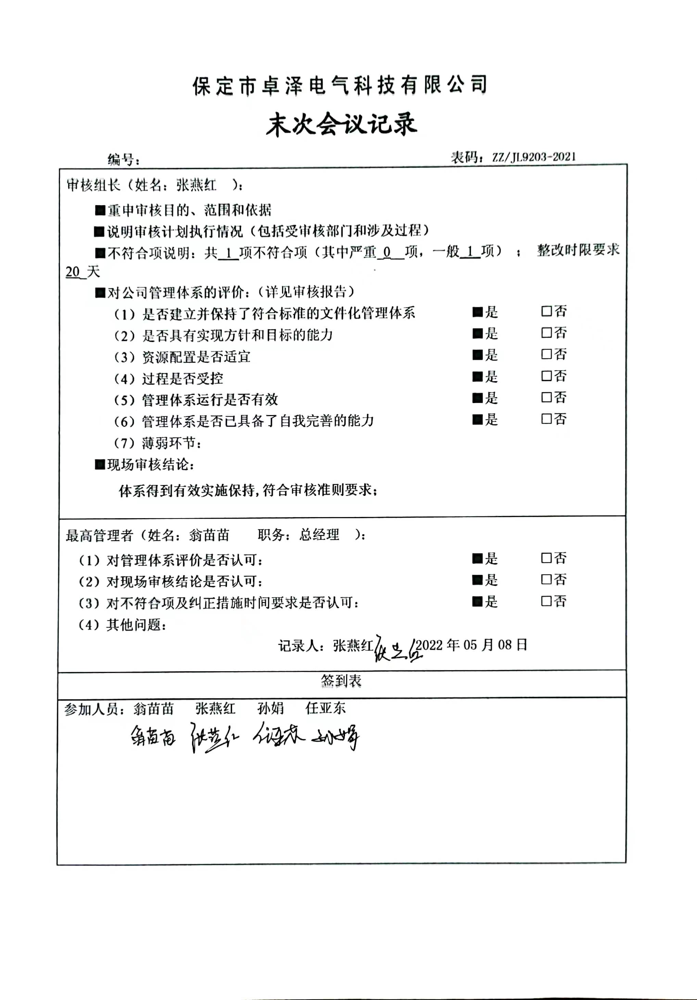 保定市卓泽电气科技有限公司
末次会议记录
编号：
表码：ZZ/JL9203-2021
审核组长（姓名：张燕红 ）：
■重申审核目的、范围和依据
■说明审核计划执行情况（包括受审核部门和涉及过程）
■不符合项说明：共 1 项不符合项（其中严重 0 项，一般 1 项）； 整改时限要求
20 天
■对公司管理体系的评价：（详见审核报告）
（1）是否建立并保持了符合标准的文件化管理体系 ■是 □否
（2）是否具有实现方针和目标的能力 ■是 □否
（3）资源配置是否适宜 ■是 □否
（4）过程是否受控 ■是 □否
（5）管理体系运行是否有效 ■是 □否
（6）管理体系是否已具备了自我完善的能力 ■是 □否
（7）薄弱环节：
■现场审核结论：
体系得到有效实施保持,符合审核准则要求；
最高管理者（姓名：翁苗苗 职务：总经理 ）：
（1）对管理体系评价是否认可： ■是 □否
（2）对现场审核结论是否认可： ■是 □否
（3）对不符合项及纠正措施时间要求是否认可： ■是 □否
（4）其他问题：
记录人：张燕红 张燕红 2022 年 05 月 08 日
签到表
参加人员：翁苗苗 张燕红 孙娟 任亚东
翁苗苗 张燕红 任亚东 孙娟